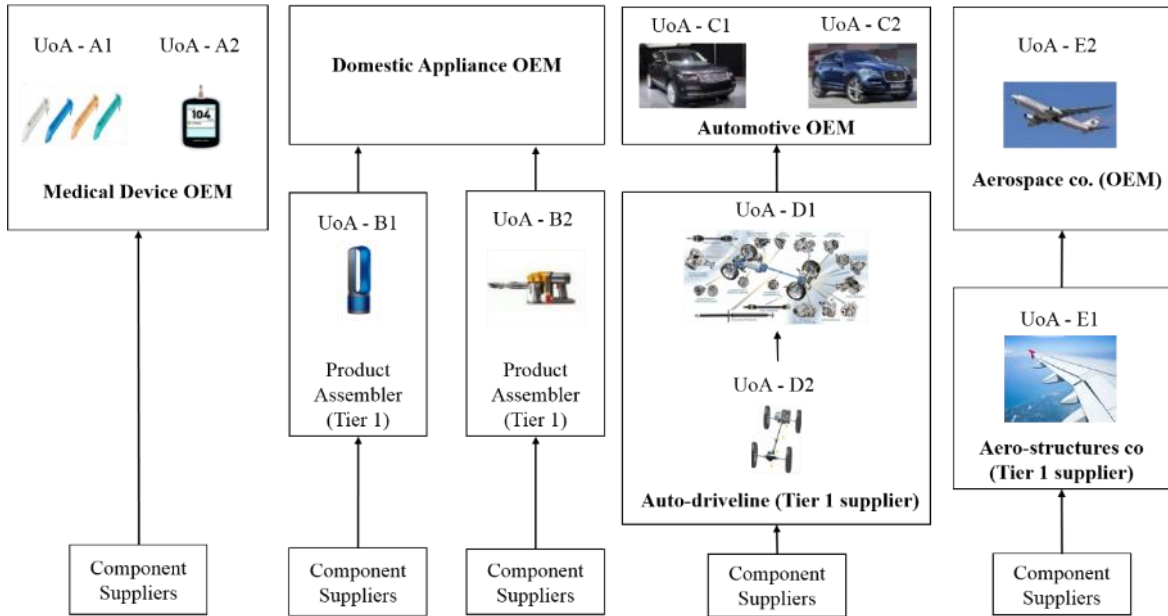 UoA - A1
UoA - A2
104
Medical Device OEM
Domestic Appliance OEM
UoA - B1
Product
Assembler
(Tier 1)
UoA - B2
Product
Assembler
(Tier 1)
UoA - C1
UoA - C2
Automotive OEM
UoA - D1
UoA - D2
Auto-driveline (Tier 1 supplier)
UoA - E2
Aerospace co. (OEM)
UoA - E1
Aero-structures co
(Tier 1 supplier)
Component
Suppliers
Component
Suppliers
Component
Suppliers
Component
Suppliers
Component
Suppliers